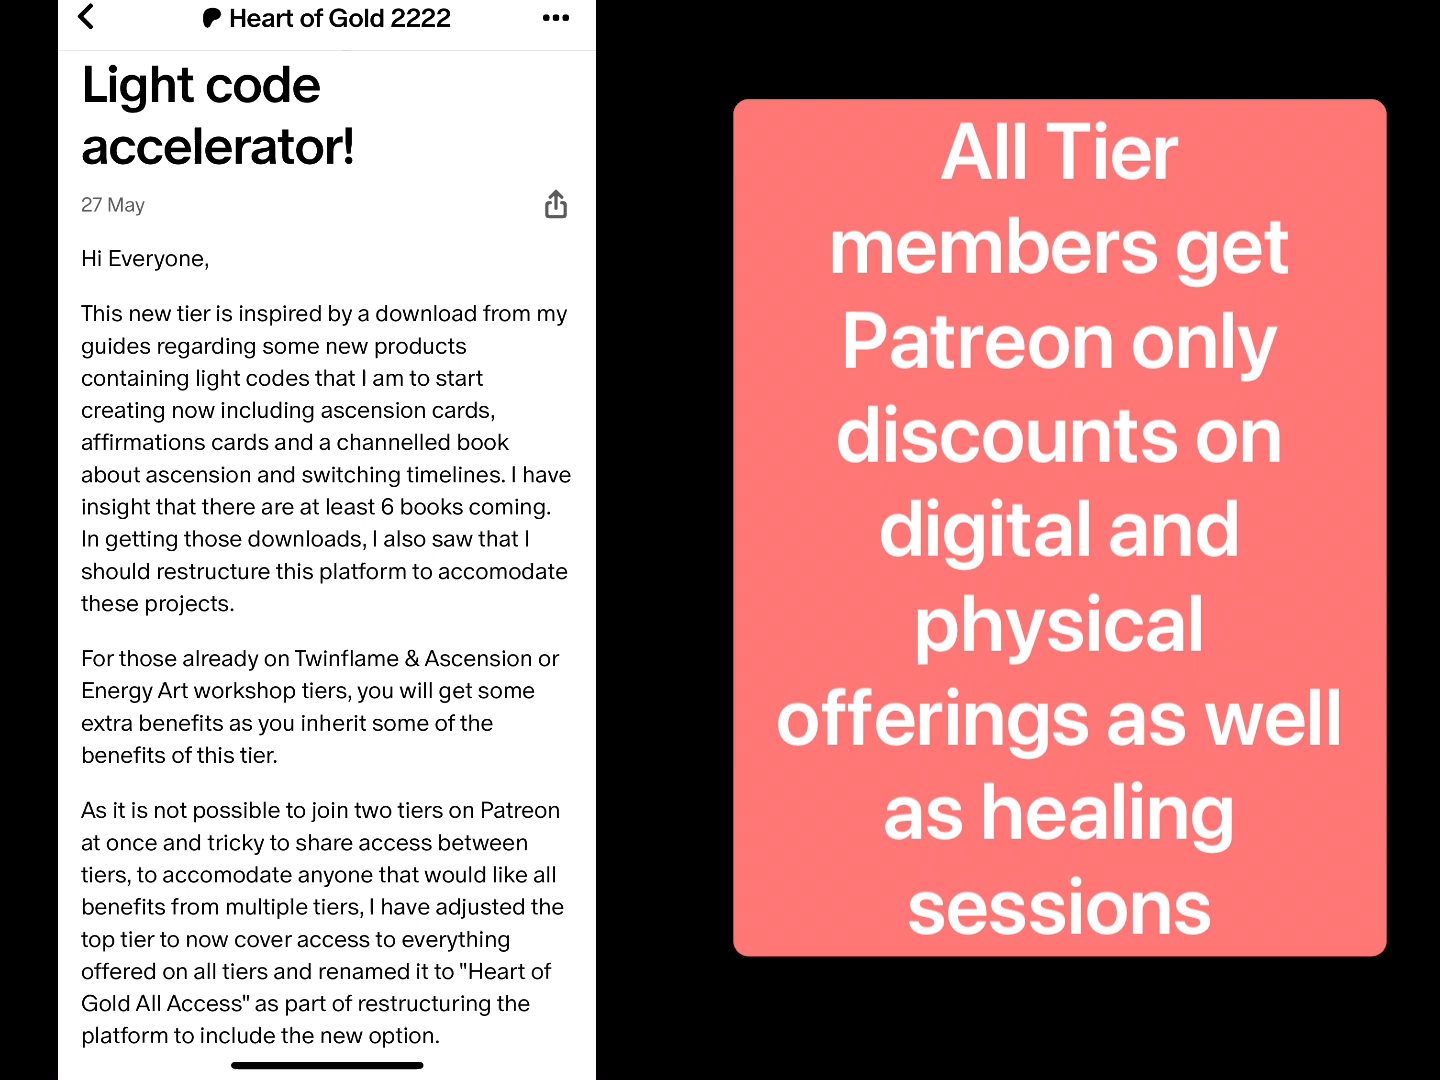 Heart of Gold 2222
Light code
accelerator!
27 May
Hi Everyone,
This new tier is inspired by a download from my
guides regarding some new products
containing light codes that I am to start
creating now including ascension cards,
affirmations cards and a channelled book
about ascension and switching timelines. I have
insight that there are at least 6 books coming.
In getting those downloads, I also saw that I
should restructure this platform to accomodate
these projects.
For those already on Twinflame & Ascension or
Energy Art workshop tiers, you will get some
extra benefits as you inherit some of the
benefits of this tier.
As it is not possible to join two tiers on Patreon
at once and tricky to share access between
tiers, to accomodate anyone that would like all
benefits from multiple tiers, I have adjusted the
top tier to now cover access to everything
offered on all tiers and renamed it to "Heart of
Gold All Access" as part of restructuring the
platform to include the new option.
All Tier
members get
Patreon only
discounts on
digital and
physical
offerings as well
as healing
sessions